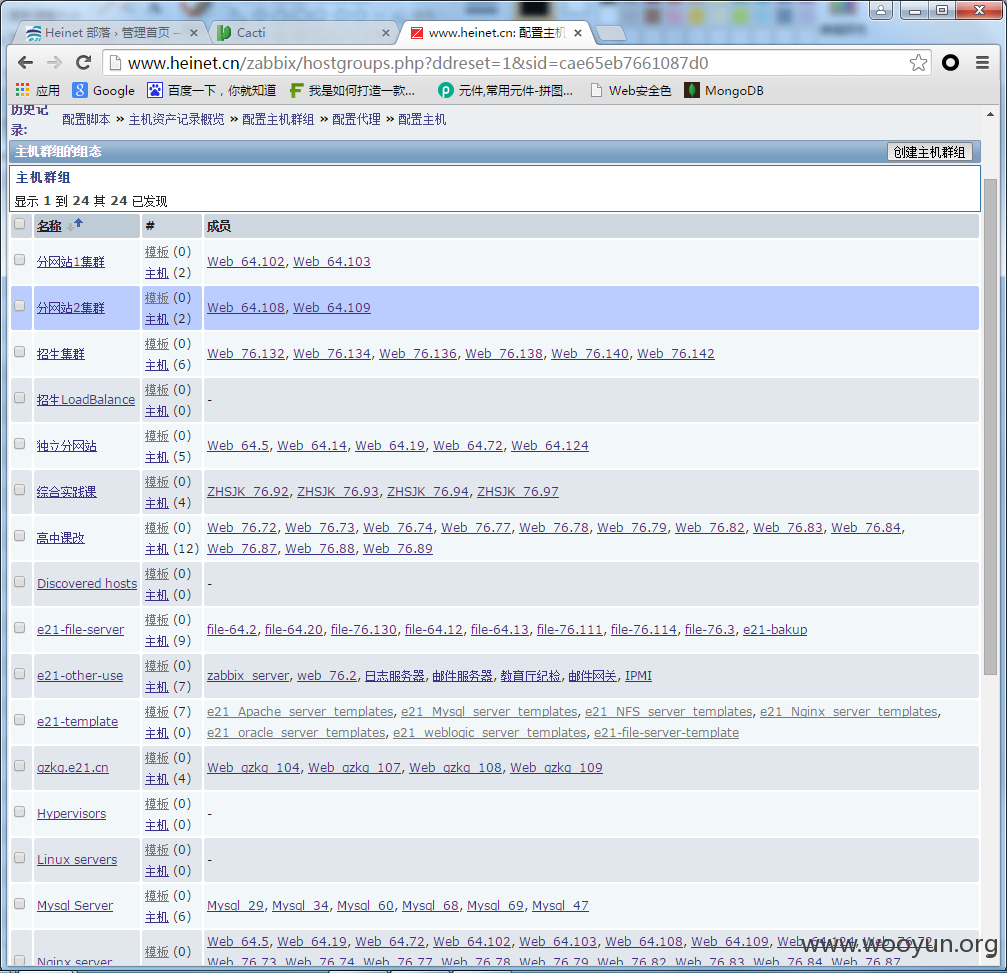 Heinet 部落 › 管理首页 –
Cacti
www.heinet.cn: 配置主机
www.heinet.cn/zabbix/hostgroups.php?ddreset=1&sid=cae65eb7661087d0
应用
Google
百度一下，你就知道
我是如何打造一款...
元件,常用元件-拼图...
Web安全色
MongoDB
历史记录:
配置脚本 » 主机资产记录概览 » 配置主机群组 » 配置代理 » 配置主机
主机群组的组态
创建主机群组
主机群组
显示 1 到 24 其 24 已发现
名称 # 成员
分网站1集群 模板 (0) 主机 (2) Web_64.102, Web_64.103
分网站2集群 模板 (0) 主机 (2) Web_64.108, Web_64.109
招生集群 模板 (0) 主机 (6) Web_76.132, Web_76.134, Web_76.136, Web_76.138, Web_76.140, Web_76.142
招生LoadBalance 模板 (0) 主机 (0) -
独立分网站 模板 (0) 主机 (5) Web_64.5, Web_64.14, Web_64.19, Web_64.72, Web_64.124
综合实践课 模板 (0) 主机 (4) ZHSJK_76.92, ZHSJK_76.93, ZHSJK_76.94, ZHSJK_76.97
高中课改 模板 (0) 主机 (12) Web_76.72, Web_76.73, Web_76.74, Web_76.77, Web_76.78, Web_76.79, Web_76.82, Web_76.83, Web_76.84,
Web_76.87, Web_76.88, Web_76.89
Discovered hosts 模板 (0) 主机 (0) -
e21-file-server 模板 (0) 主机 (9) file-64.2, file-64.20, file-76.130, file-64.12, file-64.13, file-76.111, file-76.114, file-76.3, e21-bakup
e21-other-use 模板 (0) 主机 (7) zabbix_server, web_76.2, 日志服务器, 邮件服务器, 教育厅纪检, 邮件网关, IPMI
e21-template 模板 (7) 主机 (0) e21_Apache_server_templates, e21_Mysql_server_templates, e21_NFS_server_templates, e21_Nginx_server_templates,
e21_oracle_server_templates, e21_weblogic_server_templates, e21-file-server-template
gzkg.e21.cn 模板 (0) 主机 (4) Web_gzkg_104, Web_gzkg_107, Web_gzkg_108, Web_gzkg_109
Hypervisors 模板 (0) 主机 (0) -
Linux servers 模板 (0) 主机 (0) -
Mysql Server 模板 (0) 主机 (6) Mysql_29, Mysql_34, Mysql_60, Mysql_68, Mysql_69, Mysql_47
Nginx server 模板 (0) Web_64.5, Web_64.19, Web_64.72, Web_64.102, Web_64.103, Web_64.108, Web_64.109, Web_64.124, Web_76.72,
Web_76.73, Web_76.74, Web_76.77, Web_76.78, Web_76.79, Web_76.82, Web_76.83, Web_76.84, Web_76.87
www.wooyun.org